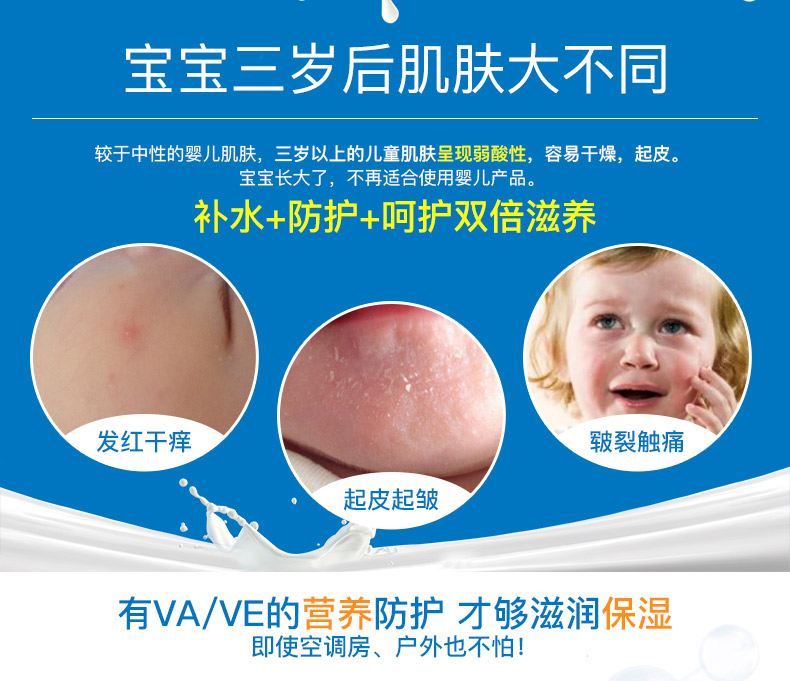 宝宝三岁后肌肤大不同
较于中性的婴儿肌肤，三岁以上的儿童肌肤呈现弱酸性，容易干燥，起皮。
宝宝长大了，不再适合使用婴儿产品。
补水+防护+呵护双倍滋养
发红干痒
起皮起皱
皲裂触痛
有VA/VE的营养防护 才够滋润保湿
即使空调房、户外也不怕!